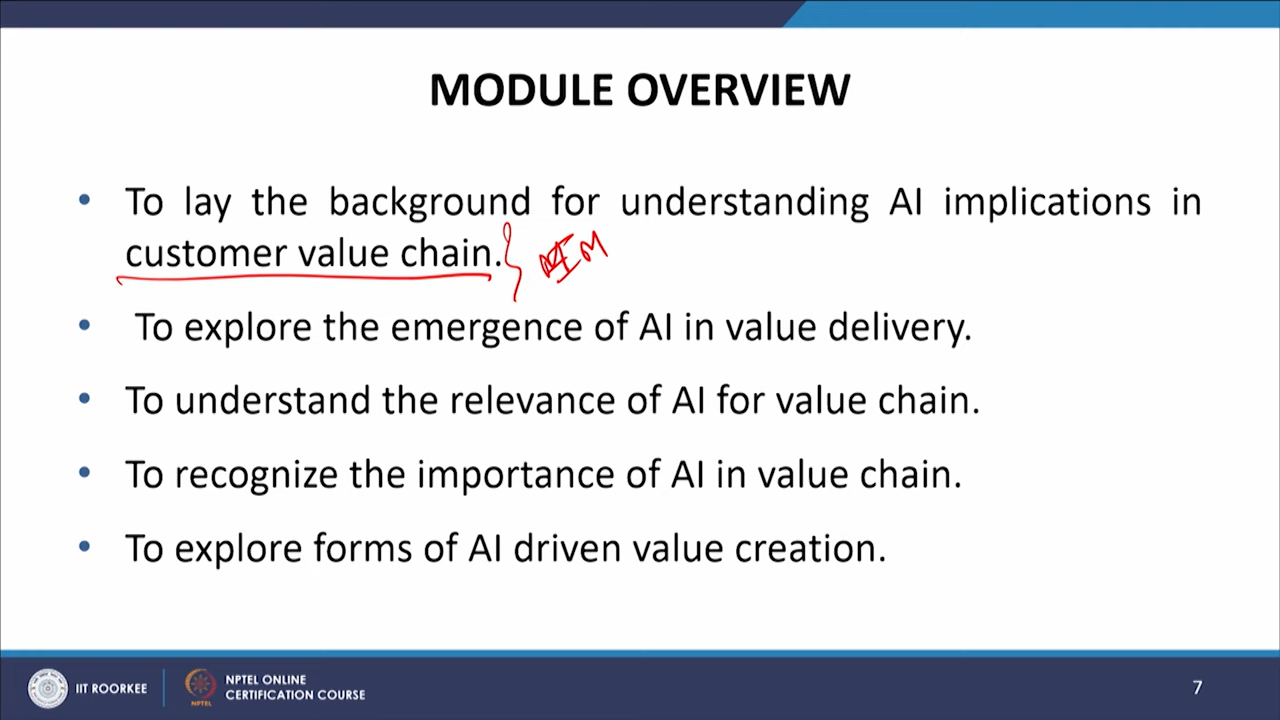 MODULE OVERVIEW
• To lay the background for understanding AI implications in
customer value chain.
• To explore the emergence of AI in value delivery.
• To understand the relevance of AI for value chain.
• To recognize the importance of AI in value chain.
• To explore forms of AI driven value creation.
IIT ROORKEE
NPTEL
NPTEL ONLINE
CERTIFICATION COURSE
7